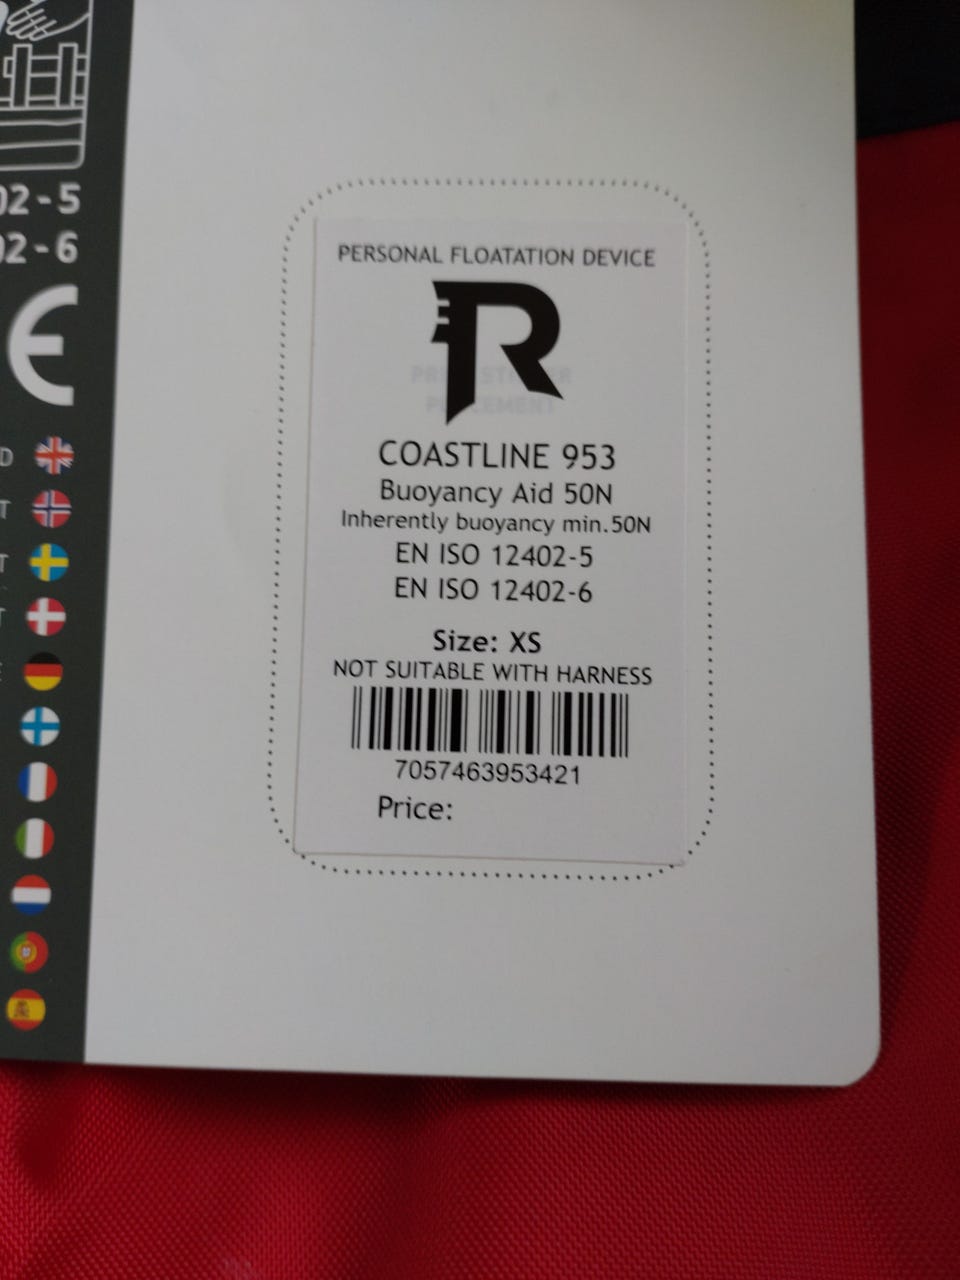 02-5
02-6
CE
D
T
T
T
E
PERSONAL FLOATATION DEVICE
R
COASTLINE 953
Buoyancy Aid 50N
Inherently buoyancy min.50N
EN ISO 12402-5
EN ISO 12402-6
Size: XS
NOT SUITABLE WITH HARNESS
7057463953421
Price: